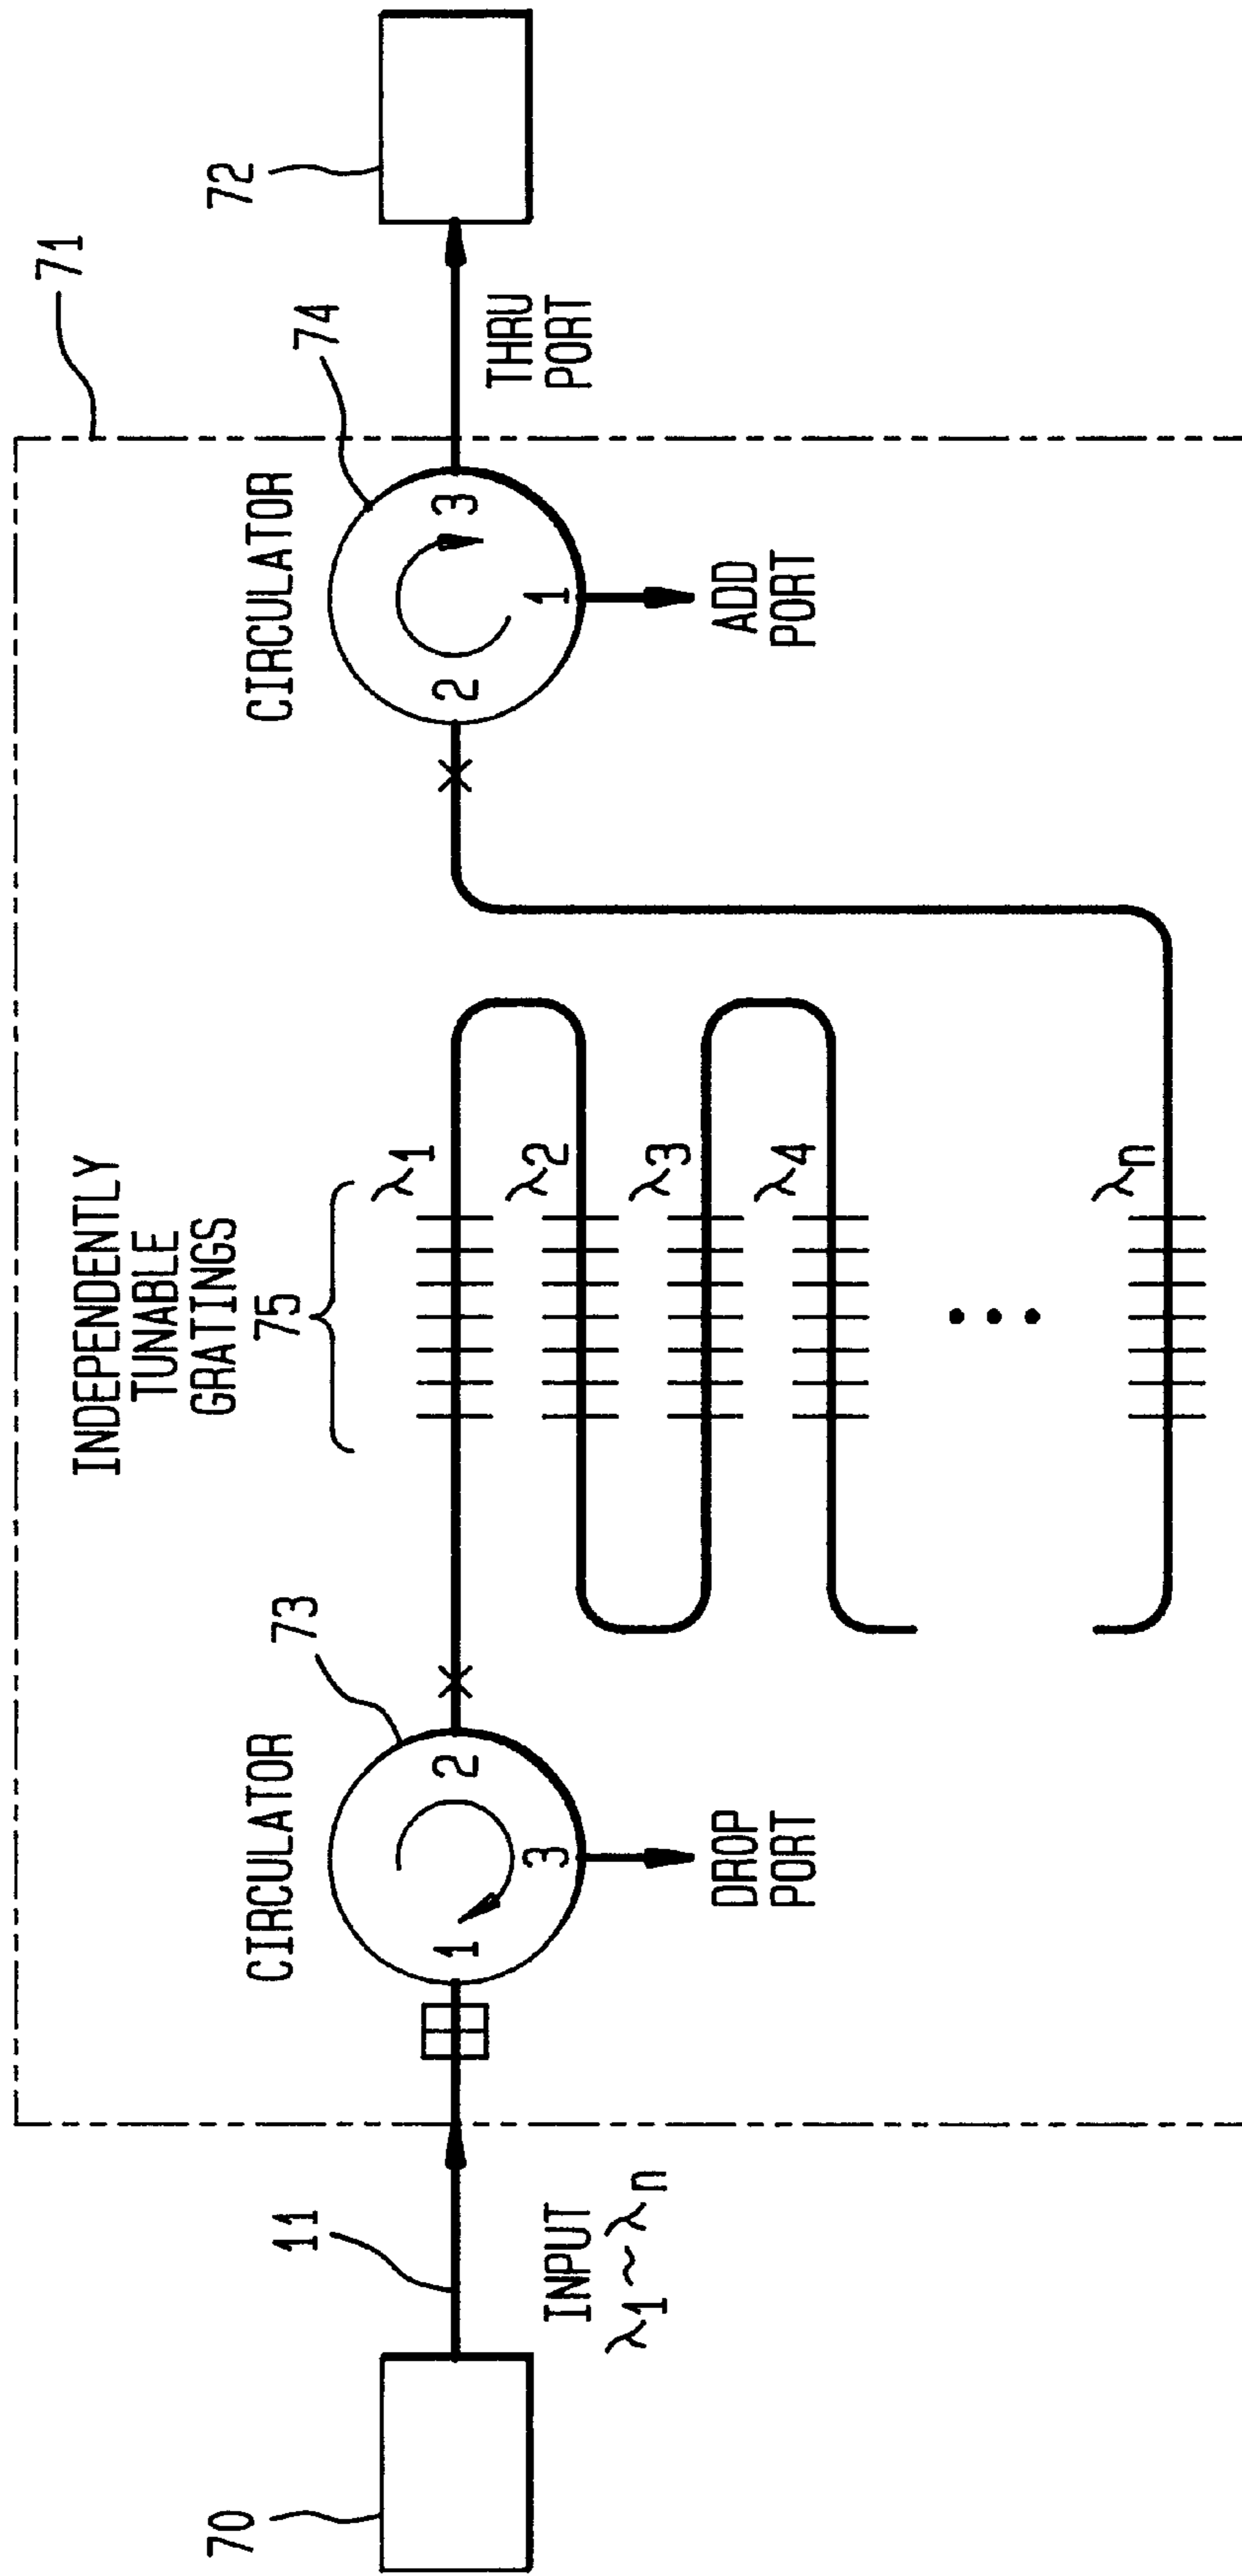 71
INDEPENDENTLY
TUNABLE
GRATINGS
75
70
11
INPUT
λ1~λn
CIRCULATOR
73
1
2
3
DROP
PORT
λ1
λ2
λ3
λ4
λn
CIRCULATOR
74
2
3
1
ADD
PORT
THRU
PORT
72